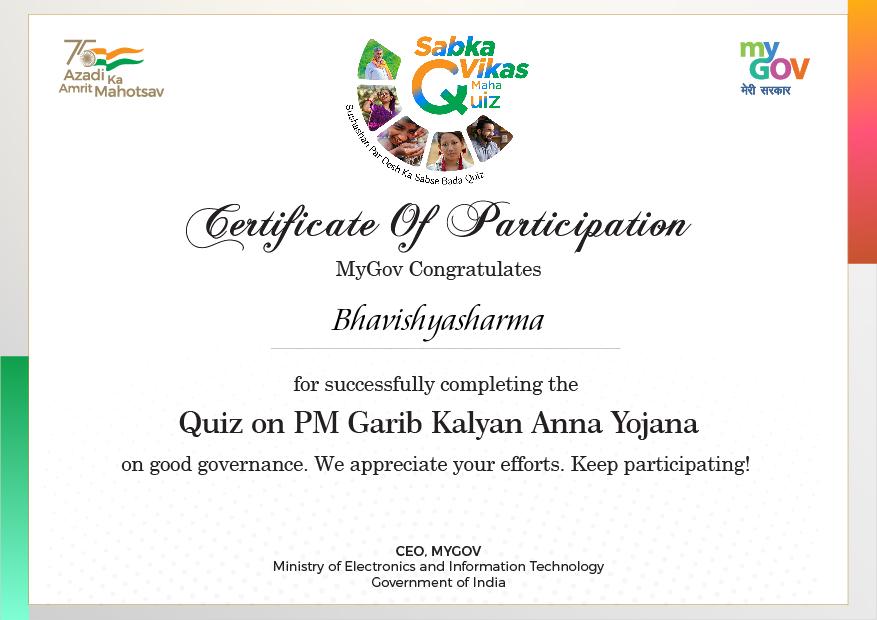 75
Azadi Ka
Amrit Mahotsav
Sabka
Vikas
Maha
Quiz
Sushashan Par Desh Ka Sabse Bada Quiz
my
GOV
मेरी सरकार
Certificate Of Participation
MyGov Congratulates
Bhavishyasharma
for successfully completing the
Quiz on PM Garib Kalyan Anna Yojana
on good governance. We appreciate your efforts. Keep participating!
CEO, MYGOV
Ministry of Electronics and Information Technology
Government of India